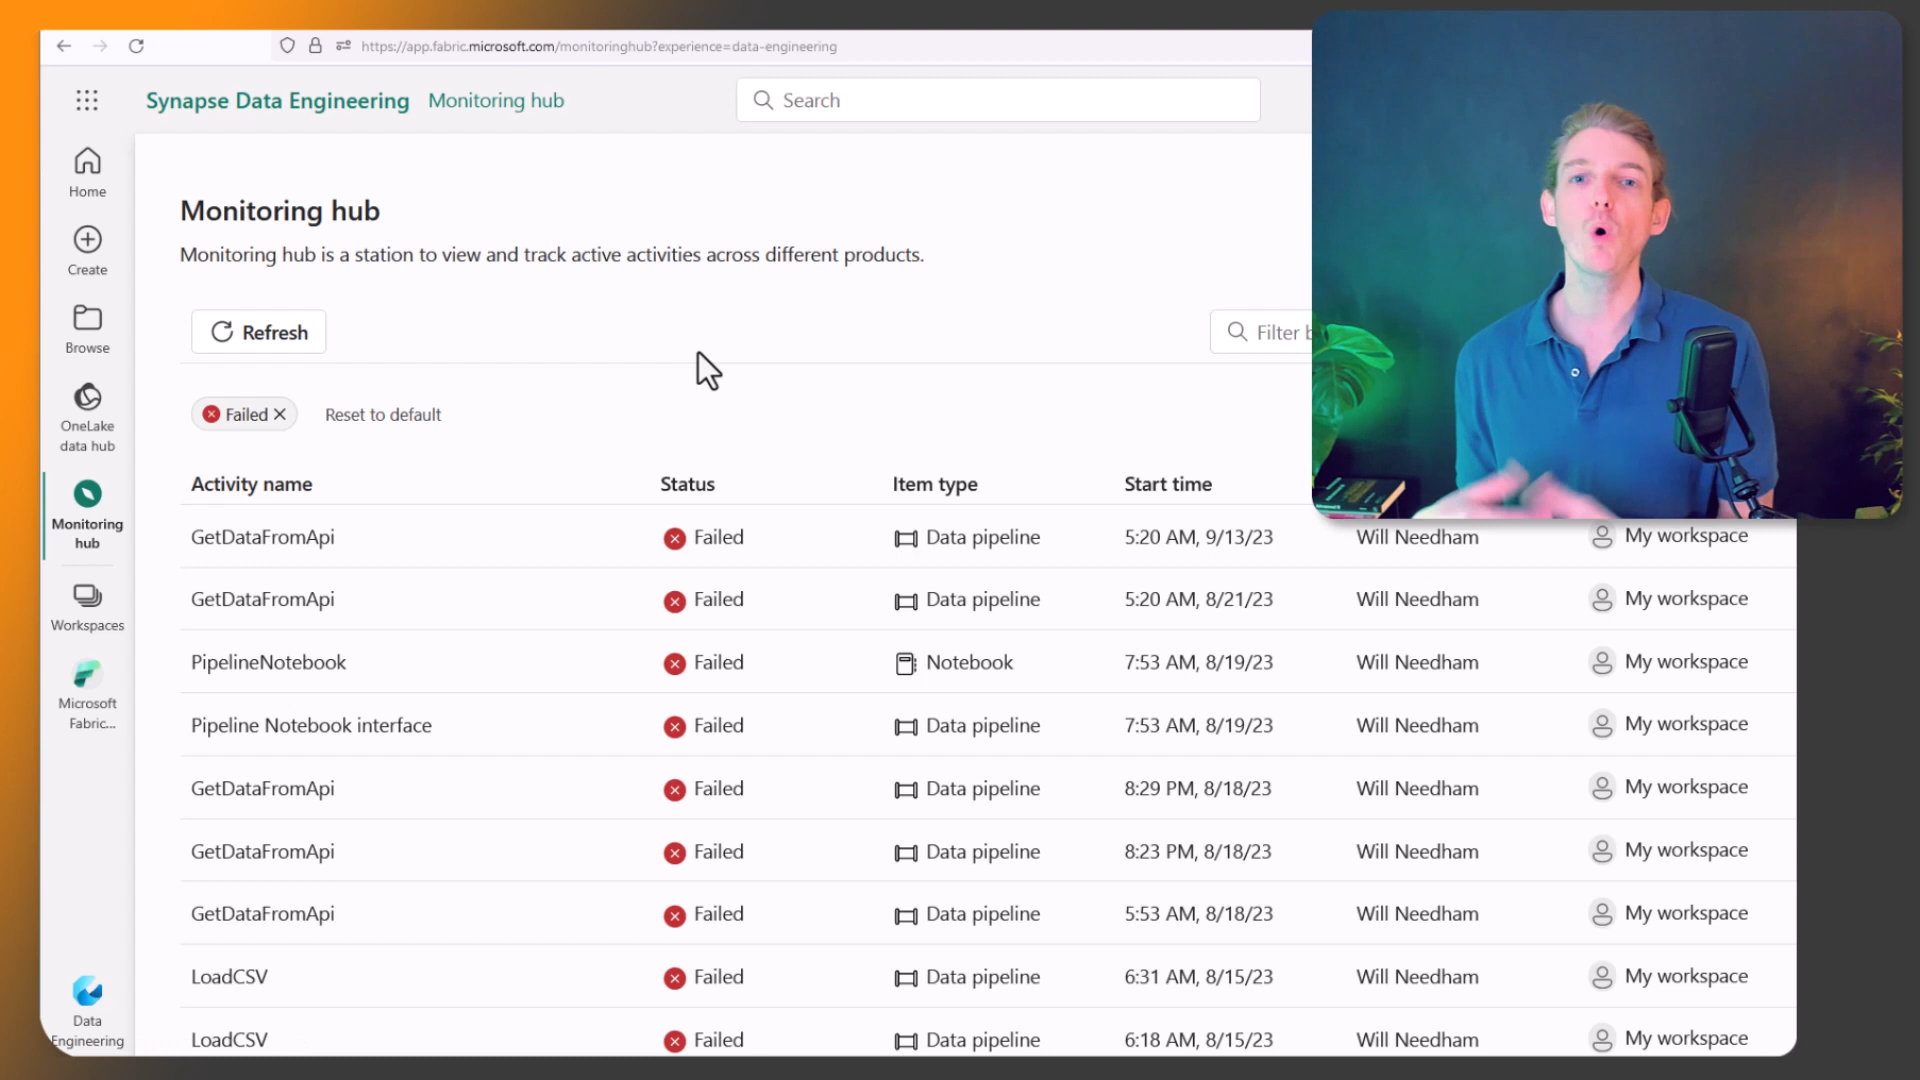 https://app.fabric.microsoft.com/monitoringhub?experience=data-engineering
Synapse Data Engineering Monitoring hub
Search
Home
Create
Browse
OneLake
data hub
Monitoring
hub
Workspaces
Microsoft
Fabric...
Data
Engineering
Monitoring hub
Monitoring hub is a station to view and track active activities across different products.
Refresh
Filter b
Failed
Reset to default
Activity name Status Item type Start time
GetDataFromApi Failed Data pipeline 5:20 AM, 9/13/23 Will Needham My workspace
GetDataFromApi Failed Data pipeline 5:20 AM, 8/21/23 Will Needham My workspace
PipelineNotebook Failed Notebook 7:53 AM, 8/19/23 Will Needham My workspace
Pipeline Notebook interface Failed Data pipeline 7:53 AM, 8/19/23 Will Needham My workspace
GetDataFromApi Failed Data pipeline 8:29 PM, 8/18/23 Will Needham My workspace
GetDataFromApi Failed Data pipeline 8:23 PM, 8/18/23 Will Needham My workspace
GetDataFromApi Failed Data pipeline 5:53 AM, 8/18/23 Will Needham My workspace
LoadCSV Failed Data pipeline 6:31 AM, 8/15/23 Will Needham My workspace
LoadCSV Failed Data pipeline 6:18 AM, 8/15/23 Will Needham My workspace